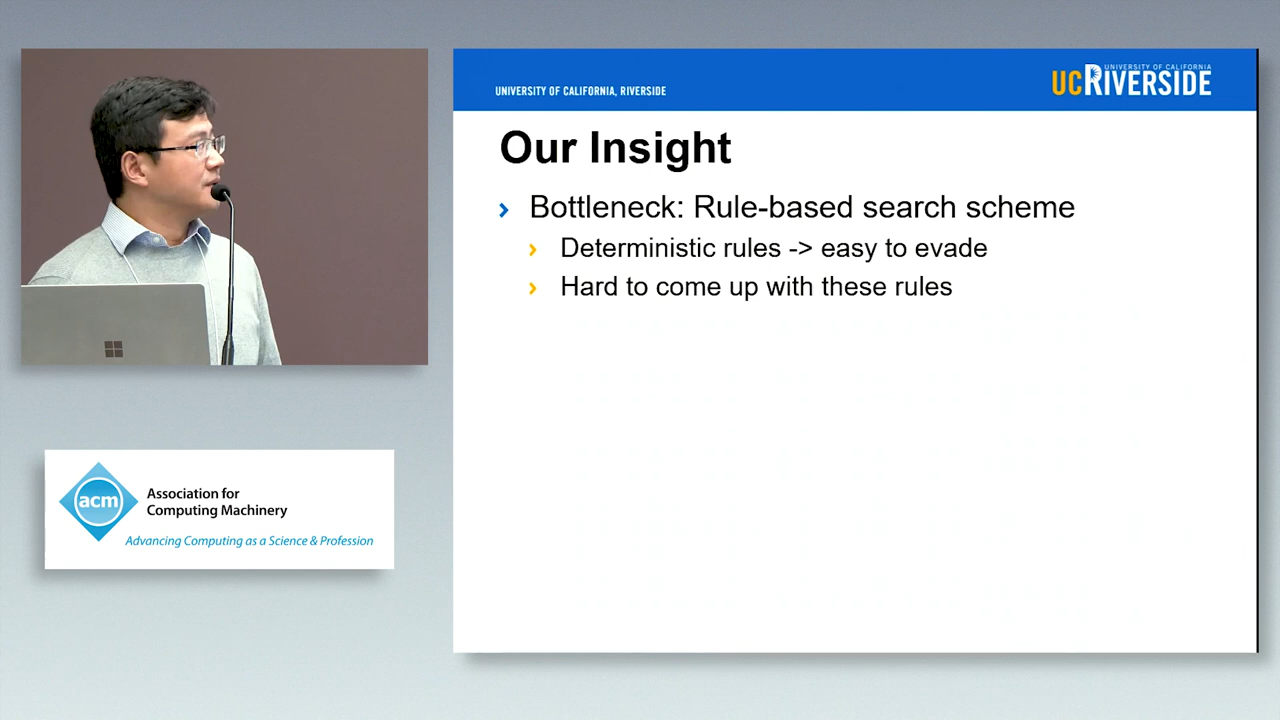 UNIVERSITY OF CALIFORNIA, RIVERSIDE
UNIVERSITY OF CALIFORNIA
UCRIVERSIDE
Our Insight
Bottleneck: Rule-based search scheme
Deterministic rules -> easy to evade
Hard to come up with these rules
acm
Association for
Computing Machinery
Advancing Computing as a Science & Profession